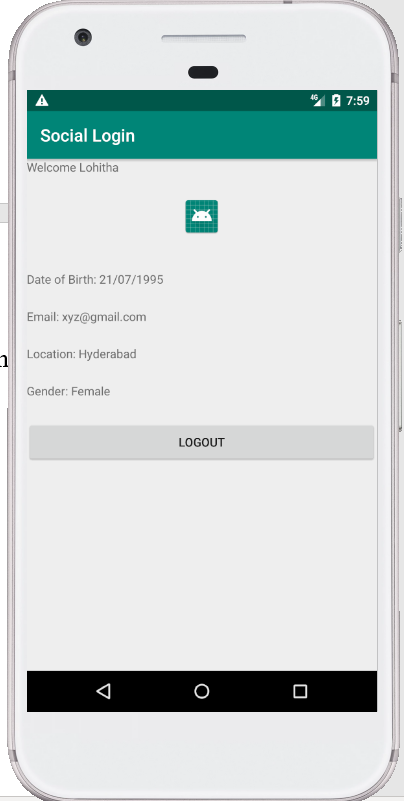 4G 7:59
Social Login
Welcome Lohitha
Date of Birth: 21/07/1995
Email: xyz@gmail.com
n
Location: Hyderabad
Gender: Female
LOGOUT